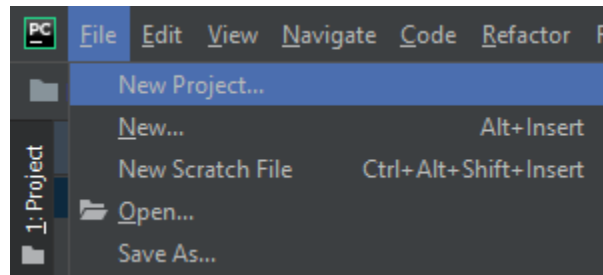 PC File Edit View Navigate Code Refactor
New Project...
New... Alt+Insert
New Scratch File Ctrl+Alt+Shift+Insert
Open...
Save As...
1: Project